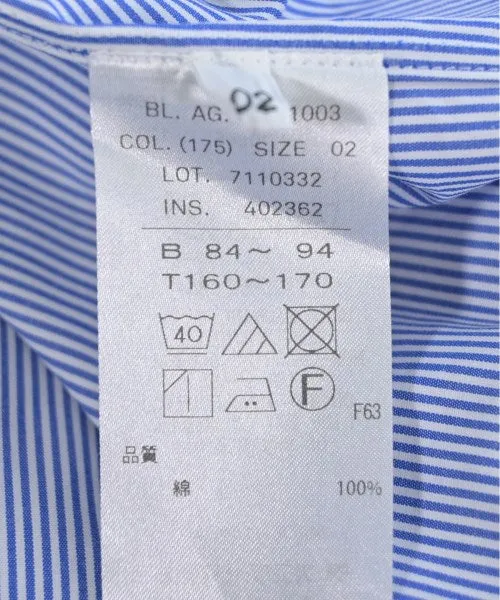 02
BL. AG. 1003
COL. (175) SIZE 02
LOT. 7110332
INS. 402362
B 84～ 94
T160～170
40
F
F63
品質
綿 100%